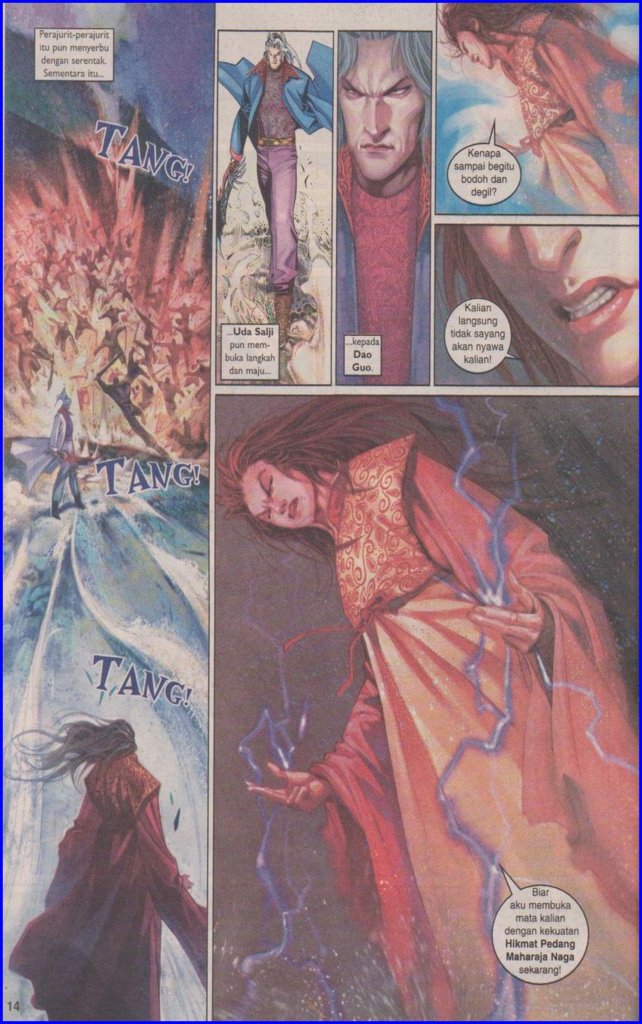 Perajurit-perajurit
itu pun menyerbu
dengan serentak.
Sementara itu...
TANG!
TANG!
TANG!
...Uda Salji
pun mem-
buka langkah
dan maju...
...kepada
Dao
Guo.
Kenapa
sampai begitu
bodoh dan
degil?
Kalian
langsung
tidak sayang
akan nyawa
kalian!
Biar
aku membuka
mata kalian
dengan kekuatan
Hikmat Pedang
Maharaja Naga
sekarang!
14